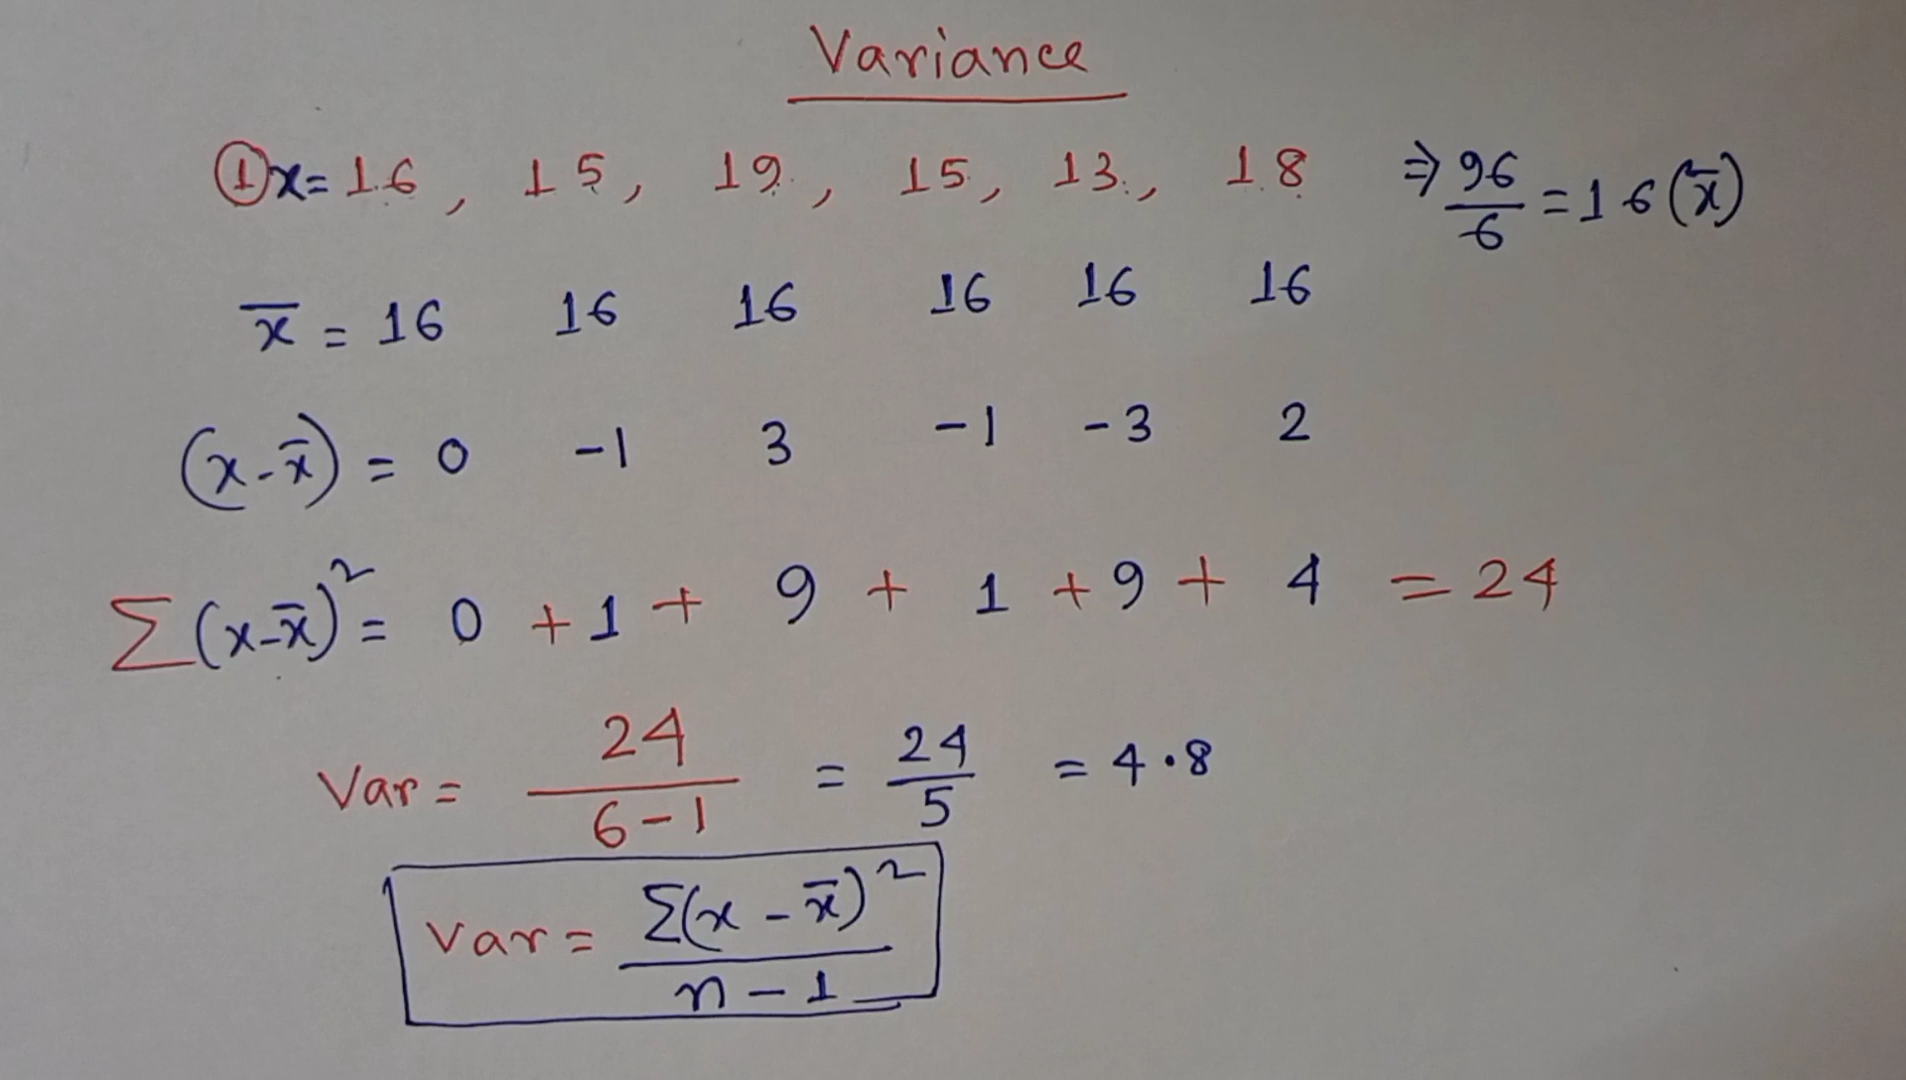 Variance
① x = 16, 15, 19, 15, 13, 18 ⇒ 96/6 = 16 (x̄)
x̄ = 16 16 16 16 16 16
(x-x̄) = 0 -1 3 -1 -3 2
Σ(x-x̄)² = 0 + 1 + 9 + 1 + 9 + 4 = 24
Var = 24/(6-1) = 24/5 = 4.8
Var = Σ(x-x̄)²/(n-1)